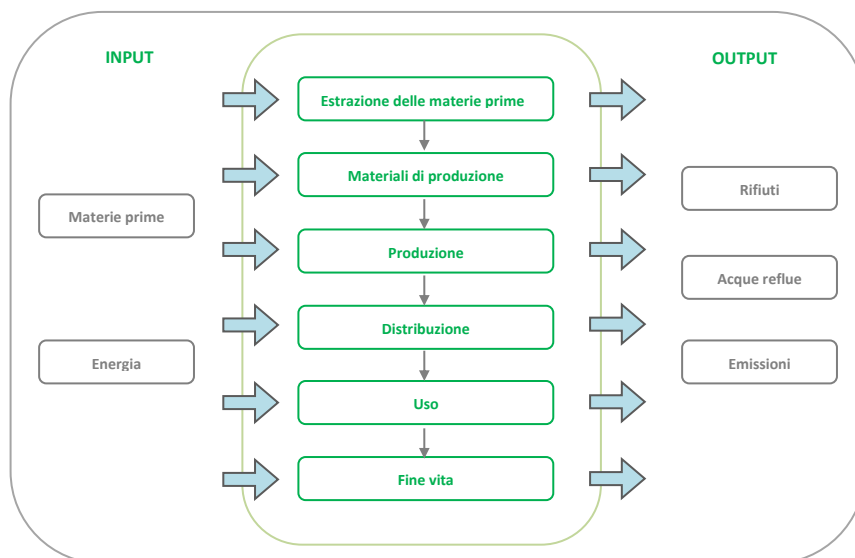 INPUT
OUTPUT
Estrazione delle materie prime
Materiali di produzione
Rifiuti
Materie prime
Produzione
Acque reflue
Distribuzione
Energia
Emissioni
Uso
Fine vita